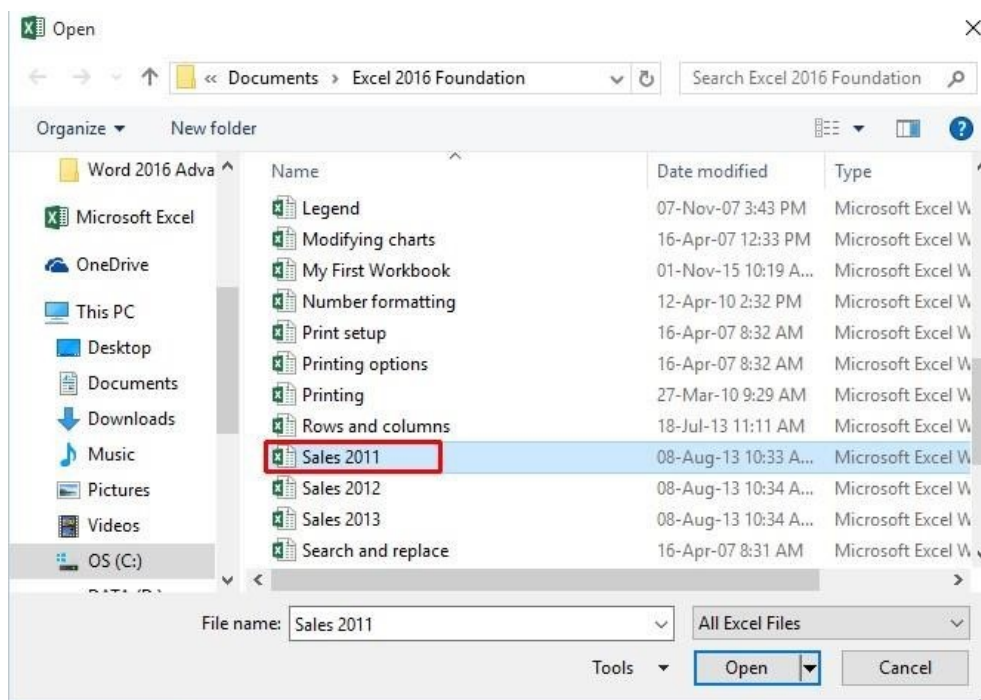 Open
« Documents › Excel 2016 Foundation
Search Excel 2016 Foundation
Organize
New folder
Word 2016 Adva
Microsoft Excel
OneDrive
This PC
Desktop
Documents
Downloads
Music
Pictures
Videos
OS (C:)
Name Date modified Type
Legend 07-Nov-07 3:43 PM Microsoft Excel W
Modifying charts 16-Apr-07 12:33 PM Microsoft Excel W
My First Workbook 01-Nov-15 10:19 A... Microsoft Excel W
Number formatting 12-Apr-10 2:32 PM Microsoft Excel W
Print setup 16-Apr-07 8:32 AM Microsoft Excel W
Printing options 16-Apr-07 8:32 AM Microsoft Excel W
Printing 27-Mar-10 9:29 AM Microsoft Excel W
Rows and columns 18-Jul-13 11:11 AM Microsoft Excel W
Sales 2011 08-Aug-13 10:33 A... Microsoft Excel W
Sales 2012 08-Aug-13 10:34 A... Microsoft Excel W
Sales 2013 08-Aug-13 10:34 A... Microsoft Excel W
Search and replace 16-Apr-07 8:31 AM Microsoft Excel W
File name: Sales 2011
All Excel Files
Tools
Open
Cancel